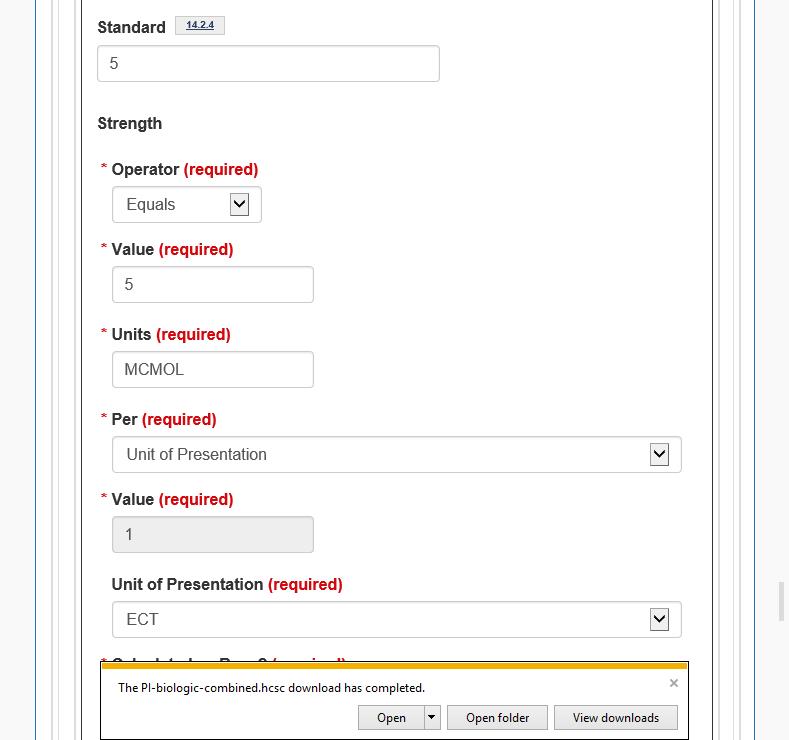 Standard 14.2.4
5
Strength
* Operator (required)
Equals
* Value (required)
5
* Units (required)
MCMOL
* Per (required)
Unit of Presentation
* Value (required)
1
Unit of Presentation (required)
ECT
The PI-biologic-combined.hcsc download has completed.
×
Open Open folder View downloads